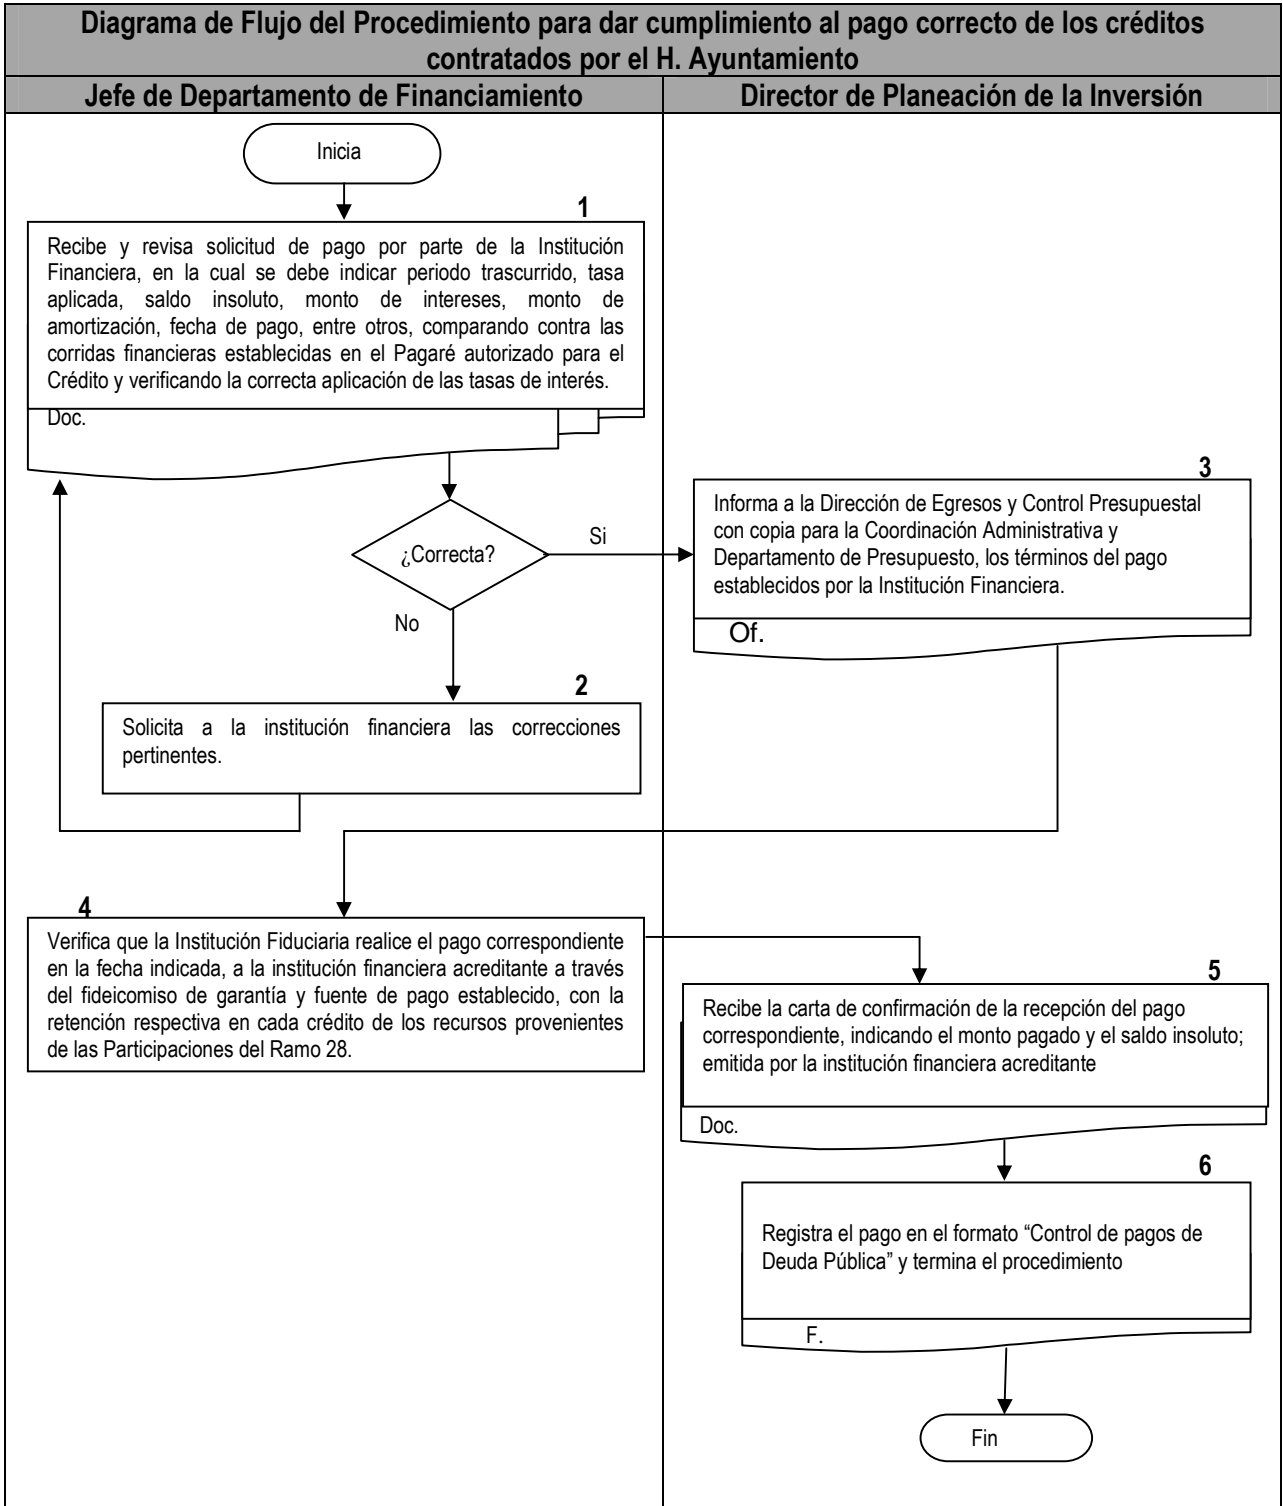 Diagrama de Flujo del Procedimiento para dar cumplimiento al pago correcto de los créditos
contratados por el H. Ayuntamiento
Jefe de Departamento de Financiamiento
Director de Planeación de la Inversión
Inicia
1
Recibe y revisa solicitud de pago por parte de la Institución
Financiera, en la cual se debe indicar periodo trascurrido, tasa
aplicada, saldo insoluto, monto de intereses, monto de
amortización, fecha de pago, entre otros, comparando contra las
corridas financieras establecidas en el Pagaré autorizado para el
Crédito y verificando la correcta aplicación de las tasas de interés.
Doc.
¿Correcta?
Si
No
2
Solicita a la institución financiera las correcciones
pertinentes.
3
Informa a la Dirección de Egresos y Control Presupuestal
con copia para la Coordinación Administrativa y
Departamento de Presupuesto, los términos del pago
establecidos por la Institución Financiera.
Of.
4
Verifica que la Institución Fiduciaria realice el pago correspondiente
en la fecha indicada, a la institución financiera acreditante a través
del fideicomiso de garantía y fuente de pago establecido, con la
retención respectiva en cada crédito de los recursos provenientes
de las Participaciones del Ramo 28.
5
Recibe la carta de confirmación de la recepción del pago
correspondiente, indicando el monto pagado y el saldo insoluto;
emitida por la institución financiera acreditante
Doc.
6
Registra el pago en el formato “Control de pagos de
Deuda Pública” y termina el procedimiento
F.
Fin